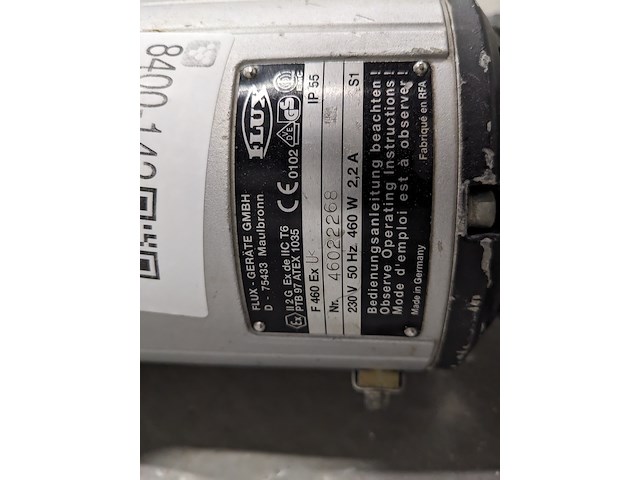 8400
FLUX
FLUX - GERÄTE GMBH
D - 75433 Maulbronn
CE 0102 VDE GS
II 2 G Ex de IIC T6
PTB 97 ATEX 1035
F 460 Ex IP 55
Nr. 46022268
230 V 50 Hz 460 W 2,2 A S1
Bedienungsanleitung beachten !
Observe Operating Instructions !
Mode d'emploi est à observer !
Made in Germany Fabriqué en RFA